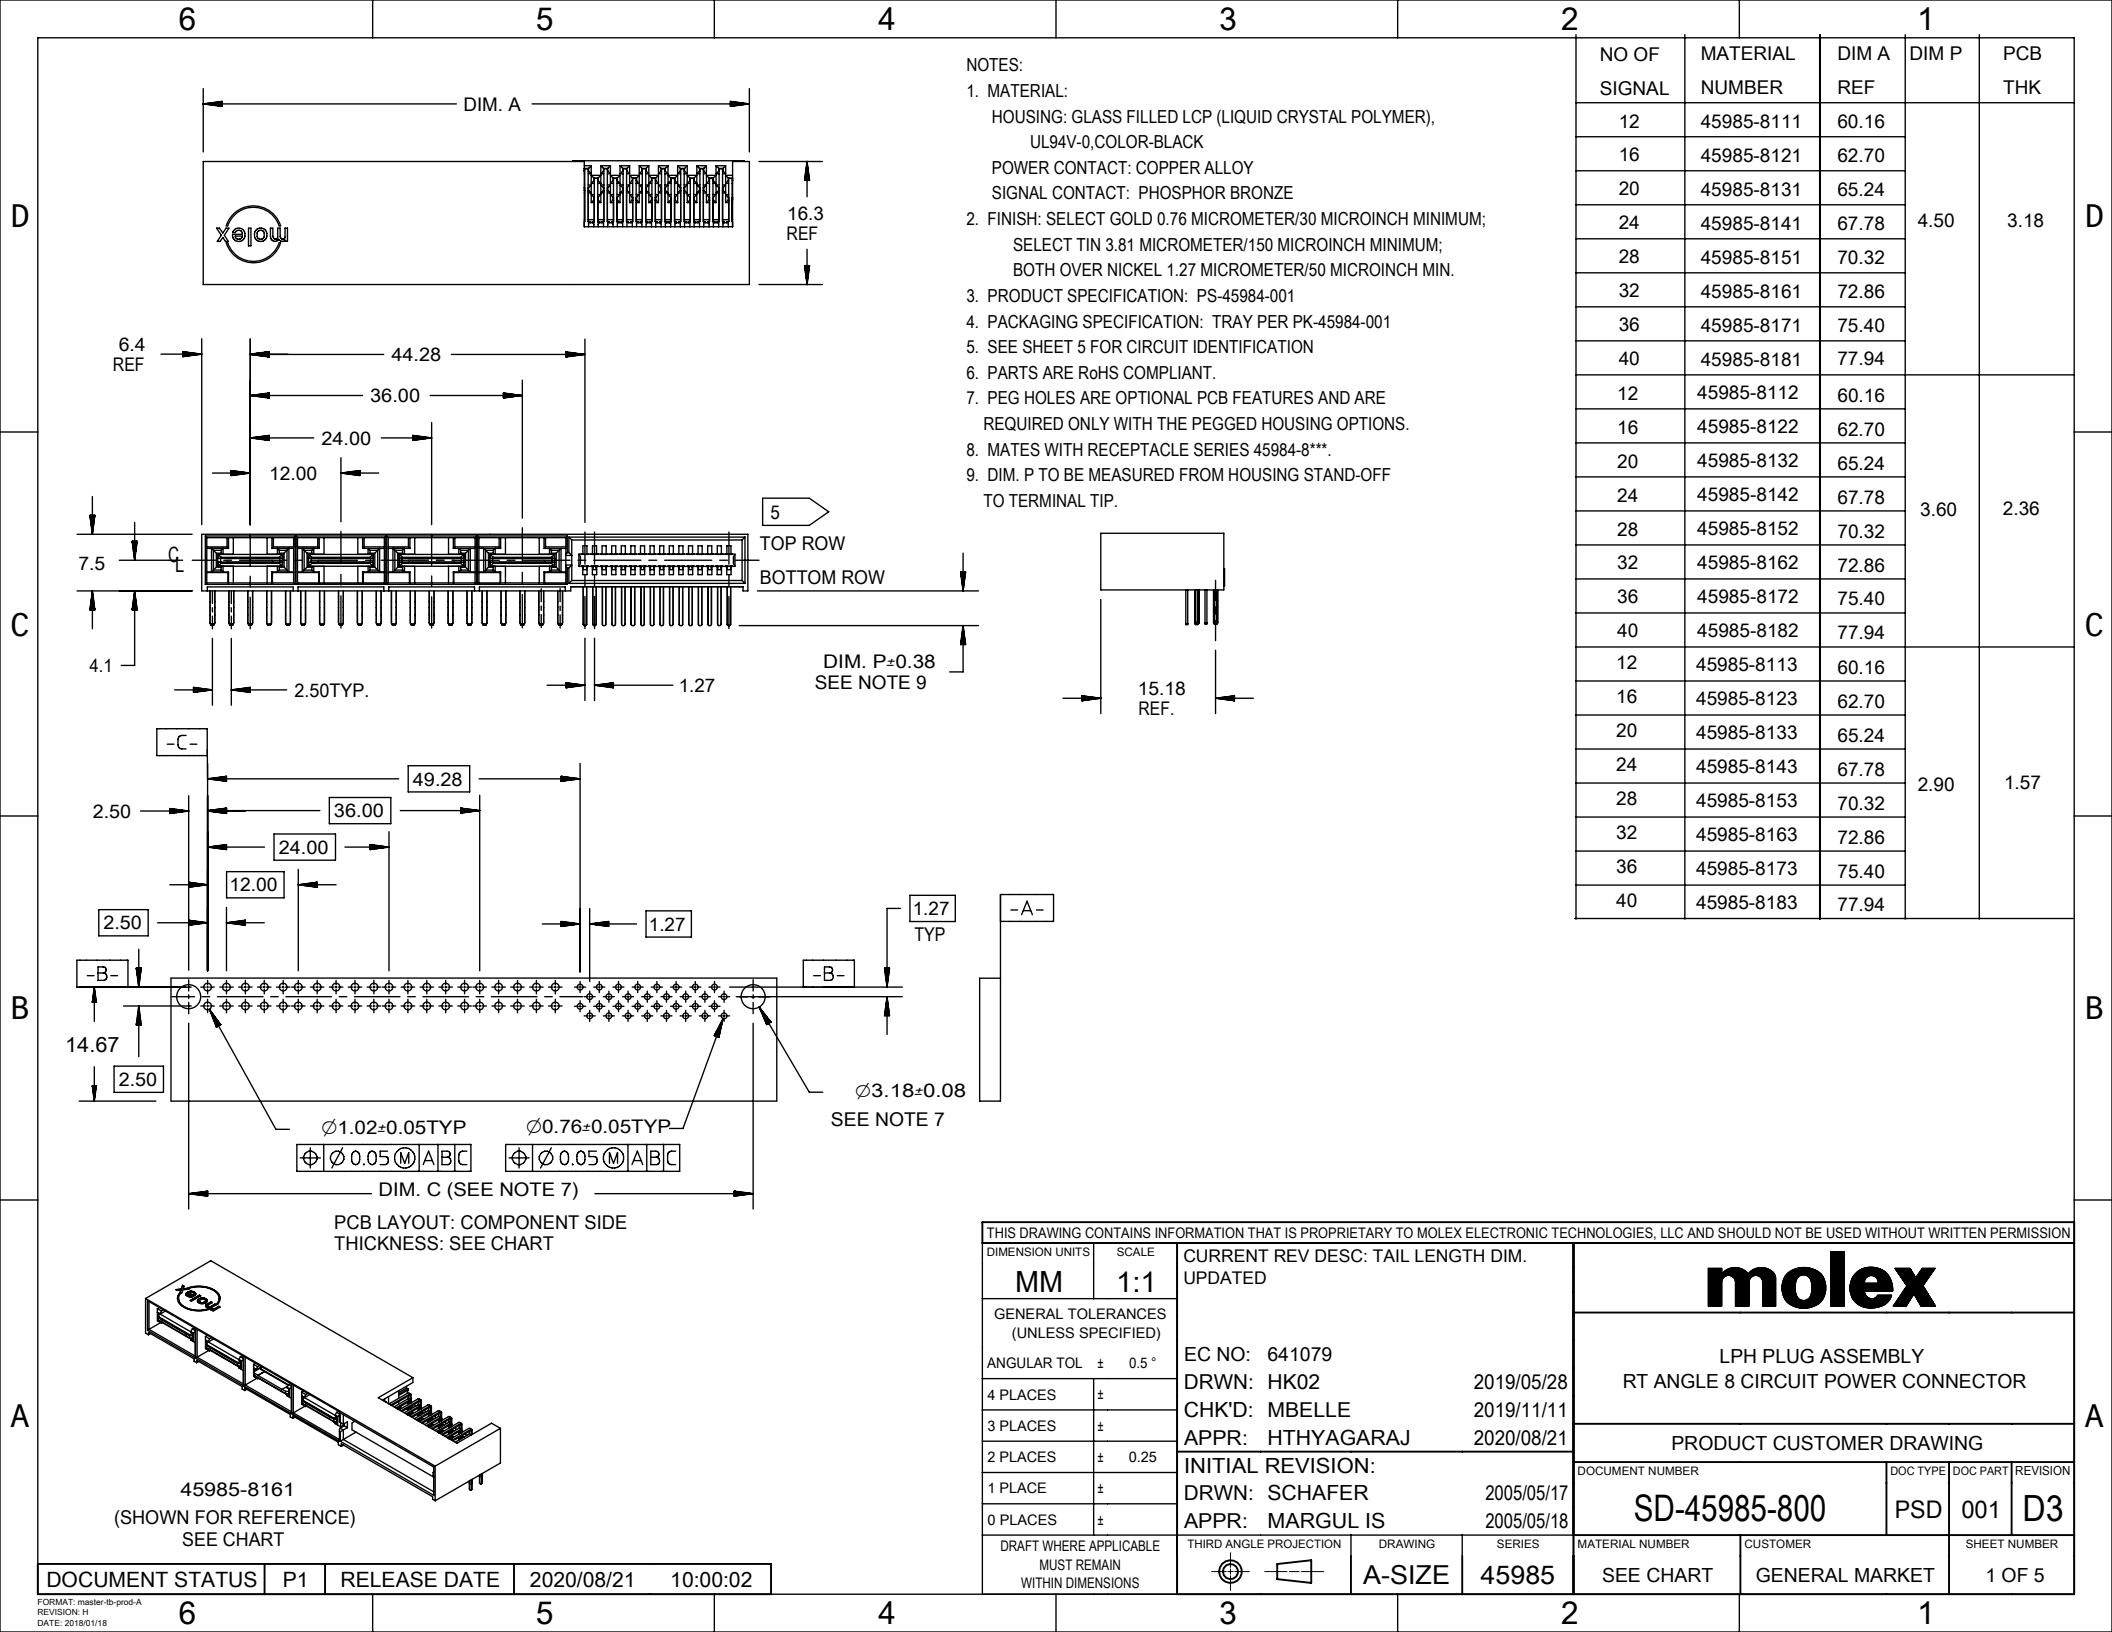 6 5 4 3 2 1
D
C
B
A
DIM. A
molex
16.3
REF
6.4
REF
44.28
36.00
24.00
12.00
5
TOP ROW
BOTTOM ROW
7.5
CL
4.1
2.50TYP.
1.27
DIM. P±0.38
SEE NOTE 9
15.18
REF.
NOTES:
1. MATERIAL:
HOUSING: GLASS FILLED LCP (LIQUID CRYSTAL POLYMER),
UL94V-0,COLOR-BLACK
POWER CONTACT: COPPER ALLOY
SIGNAL CONTACT: PHOSPHOR BRONZE
2. FINISH: SELECT GOLD 0.76 MICROMETER/30 MICROINCH MINIMUM;
SELECT TIN 3.81 MICROMETER/150 MICROINCH MINIMUM;
BOTH OVER NICKEL 1.27 MICROMETER/50 MICROINCH MIN.
3. PRODUCT SPECIFICATION: PS-45984-001
4. PACKAGING SPECIFICATION: TRAY PER PK-45984-001
5. SEE SHEET 5 FOR CIRCUIT IDENTIFICATION
6. PARTS ARE RoHS COMPLIANT.
7. PEG HOLES ARE OPTIONAL PCB FEATURES AND ARE
REQUIRED ONLY WITH THE PEGGED HOUSING OPTIONS.
8. MATES WITH RECEPTACLE SERIES 45984-8***.
9. DIM. P TO BE MEASURED FROM HOUSING STAND-OFF
TO TERMINAL TIP.
NO OF MATERIAL DIM A DIM P PCB
SIGNAL NUMBER REF THK
12 45985-8111 60.16
16 45985-8121 62.70
20 45985-8131 65.24
24 45985-8141 67.78 4.50 3.18
28 45985-8151 70.32
32 45985-8161 72.86
36 45985-8171 75.40
40 45985-8181 77.94
12 45985-8112 60.16
16 45985-8122 62.70
20 45985-8132 65.24
24 45985-8142 67.78 3.60 2.36
28 45985-8152 70.32
32 45985-8162 72.86
36 45985-8172 75.40
40 45985-8182 77.94
12 45985-8113 60.16
16 45985-8123 62.70
20 45985-8133 65.24
24 45985-8143 67.78 2.90 1.57
28 45985-8153 70.32
32 45985-8163 72.86
36 45985-8173 75.40
40 45985-8183 77.94
-C-
49.28
2.50
36.00
24.00
12.00
2.50
1.27
1.27
TYP
-A-
-B-
-B-
14.67
2.50
⌀3.18±0.08
SEE NOTE 7
⌀1.02±0.05TYP
⌖ ⌀ 0.05 Ⓜ A B C
⌀0.76±0.05TYP
⌖ ⌀ 0.05 Ⓜ A B C
DIM. C (SEE NOTE 7)
PCB LAYOUT: COMPONENT SIDE
THICKNESS: SEE CHART
molex
45985-8161
(SHOWN FOR REFERENCE)
SEE CHART
THIS DRAWING CONTAINS INFORMATION THAT IS PROPRIETARY TO MOLEX ELECTRONIC TECHNOLOGIES, LLC AND SHOULD NOT BE USED WITHOUT WRITTEN PERMISSION
DIMENSION UNITS SCALE
MM 1:1
GENERAL TOLERANCES
(UNLESS SPECIFIED)
ANGULAR TOL ± 0.5 °
4 PLACES ±
3 PLACES ±
2 PLACES ± 0.25
1 PLACE ±
0 PLACES ±
DRAFT WHERE APPLICABLE
MUST REMAIN
WITHIN DIMENSIONS
CURRENT REV DESC: TAIL LENGTH DIM.
UPDATED
EC NO: 641079
DRWN: HK02 2019/05/28
CHK'D: MBELLE 2019/11/11
APPR: HTHYAGARAJ 2020/08/21
INITIAL REVISION:
DRWN: SCHAFER 2005/05/17
APPR: MARGUL IS 2005/05/18
THIRD ANGLE PROJECTION
DRAWING
A-SIZE
SERIES
45985
molex
LPH PLUG ASSEMBLY
RT ANGLE 8 CIRCUIT POWER CONNECTOR
PRODUCT CUSTOMER DRAWING
DOCUMENT NUMBER DOC TYPE DOC PART REVISION
SD-45985-800 PSD 001 D3
MATERIAL NUMBER CUSTOMER SHEET NUMBER
SEE CHART GENERAL MARKET 1 OF 5
DOCUMENT STATUS P1 RELEASE DATE 2020/08/21 10:00:02
FORMAT: master-tb-prod-A
REVISION: H
DATE: 2018/01/18
6 5 4 3 2 1
D
C
B
A